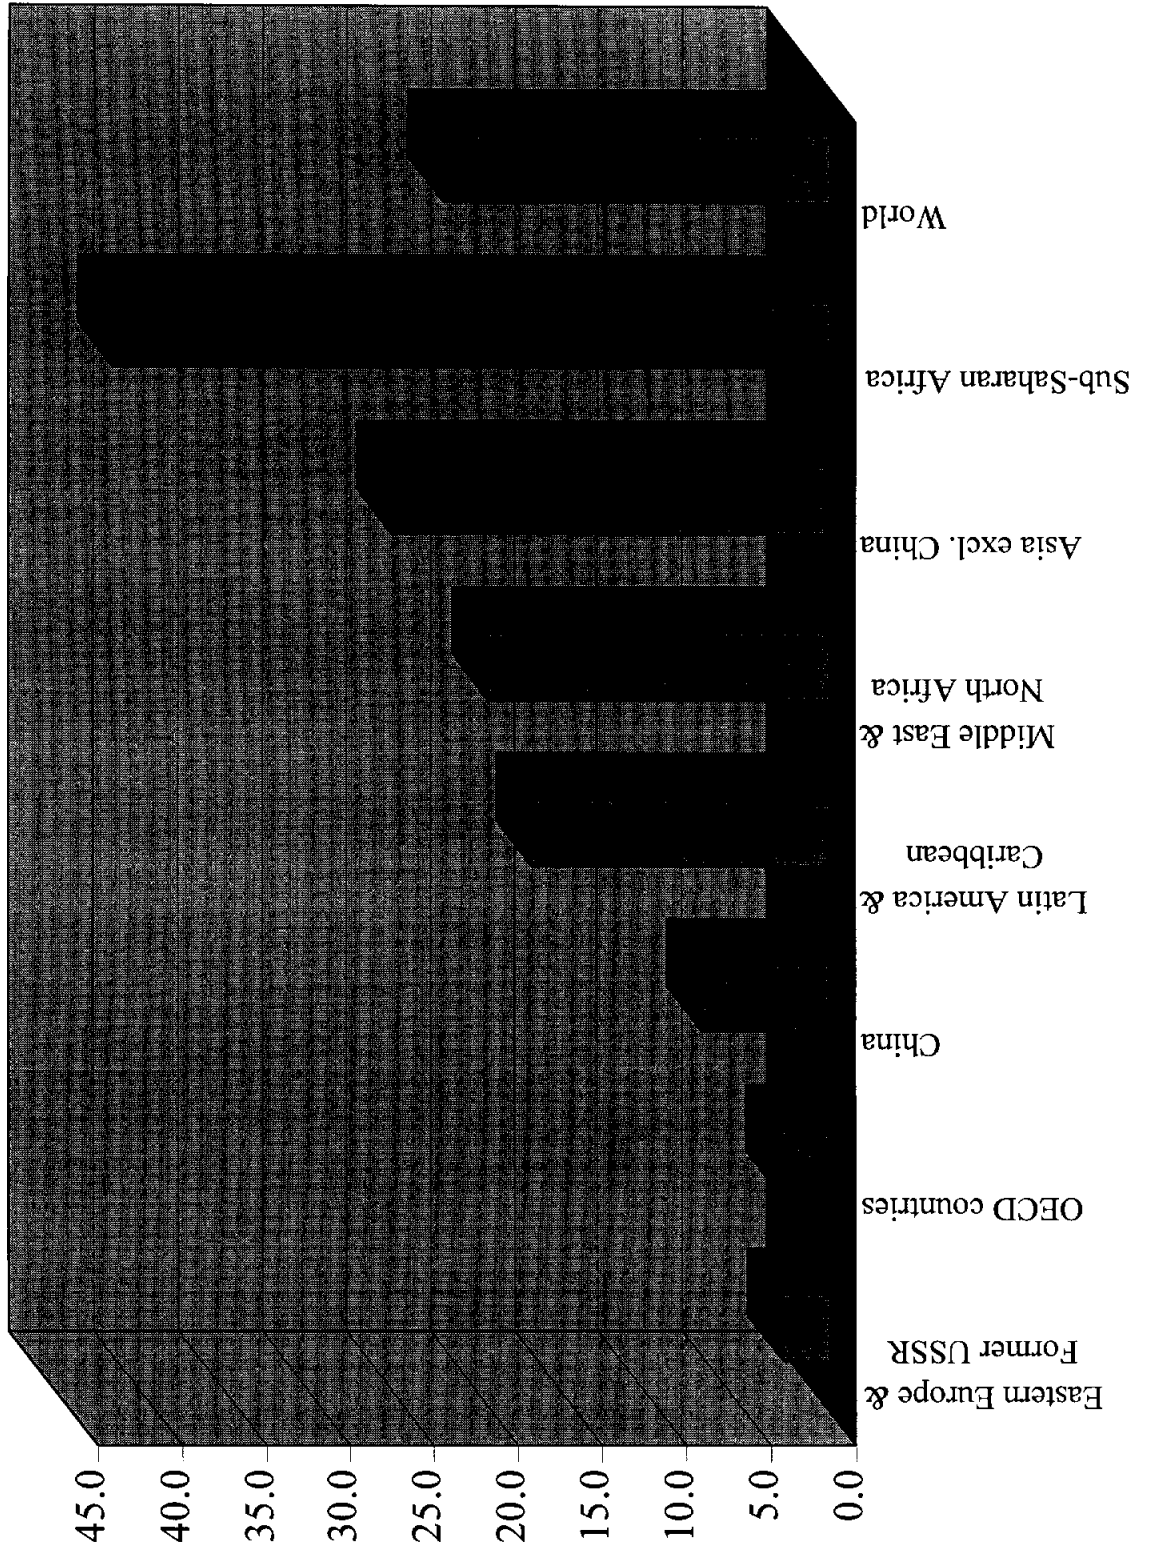 45.0
40.0
35.0
30.0
25.0
20.0
15.0
10.0
5.0
0.0
Eastern Europe &
Former USSR
OECD countries
China
Latin America &
Caribbean
Middle East &
North Africa
Asia excl. China
Sub-Saharan Africa
World